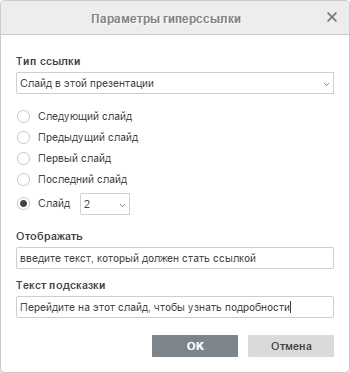 Параметры гиперссылки
Тип ссылки
Слайд в этой презентации
Следующий слайд
Предыдущий слайд
Первый слайд
Последний слайд
Слайд 2
Отображать
введите текст, который должен стать ссылкой
Текст подсказки
Перейдите на этот слайд, чтобы узнать подробности
OK Отмена